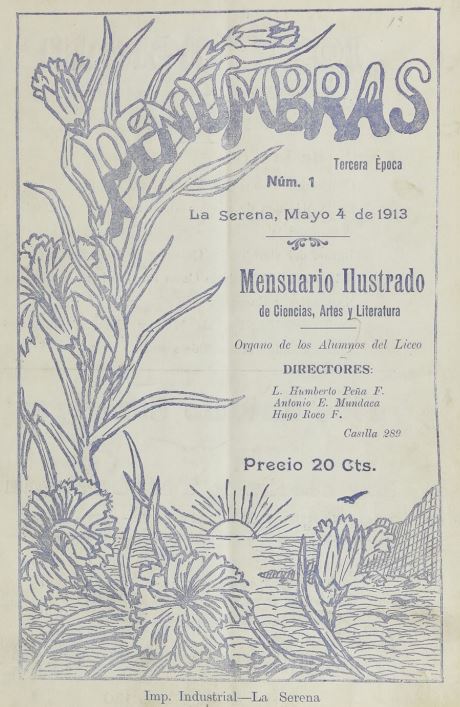 1º
PENUMBRAS
Tercera Època
Núm. 1
La Serena, Mayo 4 de 1913
Mensuario Ilustrado
de Ciencias, Artes y Literatura
Organo de los Alumnos del Liceo
DIRECTORES:
L. Humberto Peña F.
Antonio E. Mundaca
Hugo Roco F.
Casilla 289
Precio 20 Cts.
Imp. Industrial—La Serena